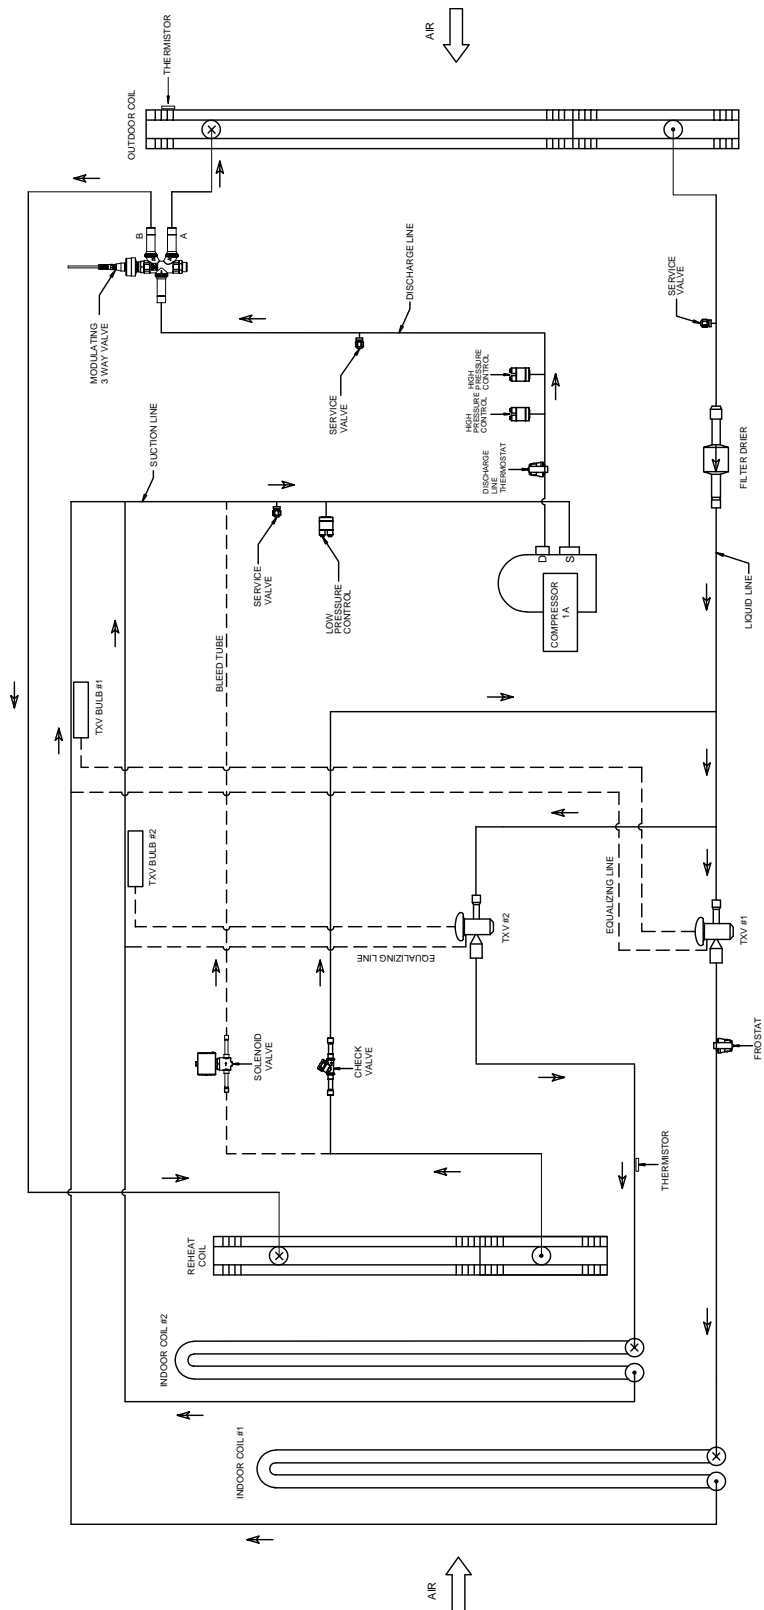 AIR
THERMISTOR
OUTDOOR COIL
B
A
MODULATING
3 WAY VALVE
DISCHARGE LINE
SERVICE
VALVE
SERVICE
VALVE
HIGH
PRESSURE
CONTROL
HIGH
PRESSURE
CONTROL
SUCTION LINE
DISCHARGE
LINE
THERMOSTAT
FILTER DRIER
SERVICE
VALVE
LOW
PRESSURE
CONTROL
D
S
COMPRESSOR
1A
LIQUID LINE
BLEED TUBE
TXV BULB #1
TXV BULB #2
EQUALIZING LINE
TXV #2
TXV #1
EQUALIZING LINE
SOLENOID
VALVE
CHECK
VALVE
FROSTAT
THERMISTOR
REHEAT
COIL
INDOOR COIL #2
INDOOR COIL #1
AIR